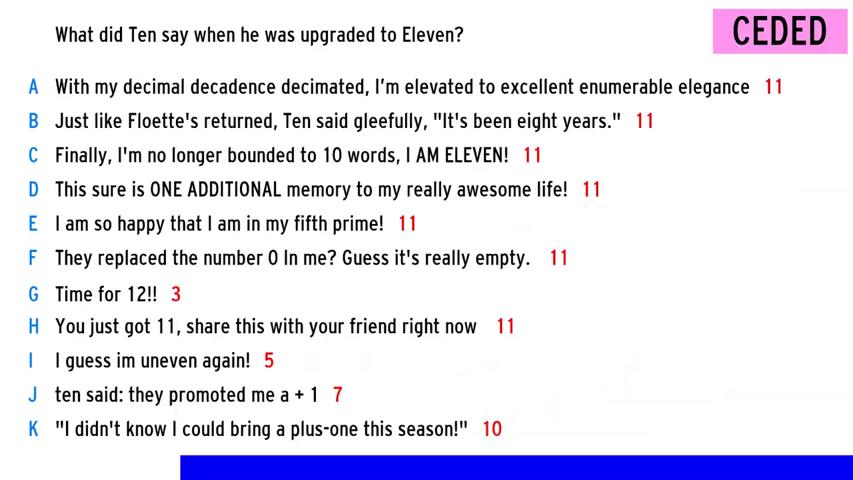 What did Ten say when he was upgraded to Eleven?
CEDED
A With my decimal decadence decimated, I'm elevated to excellent enumerable elegance 11
B Just like Floette's returned, Ten said gleefully, "It's been eight years." 11
C Finally, I'm no longer bounded to 10 words, I AM ELEVEN! 11
D This sure is ONE ADDITIONAL memory to my really awesome life! 11
E I am so happy that I am in my fifth prime! 11
F They replaced the number 0 In me? Guess it's really empty. 11
G Time for 12!! 3
H You just got 11, share this with your friend right now 11
I I guess im uneven again! 5
J ten said: they promoted me a + 1 7
K "I didn't know I could bring a plus-one this season!" 10